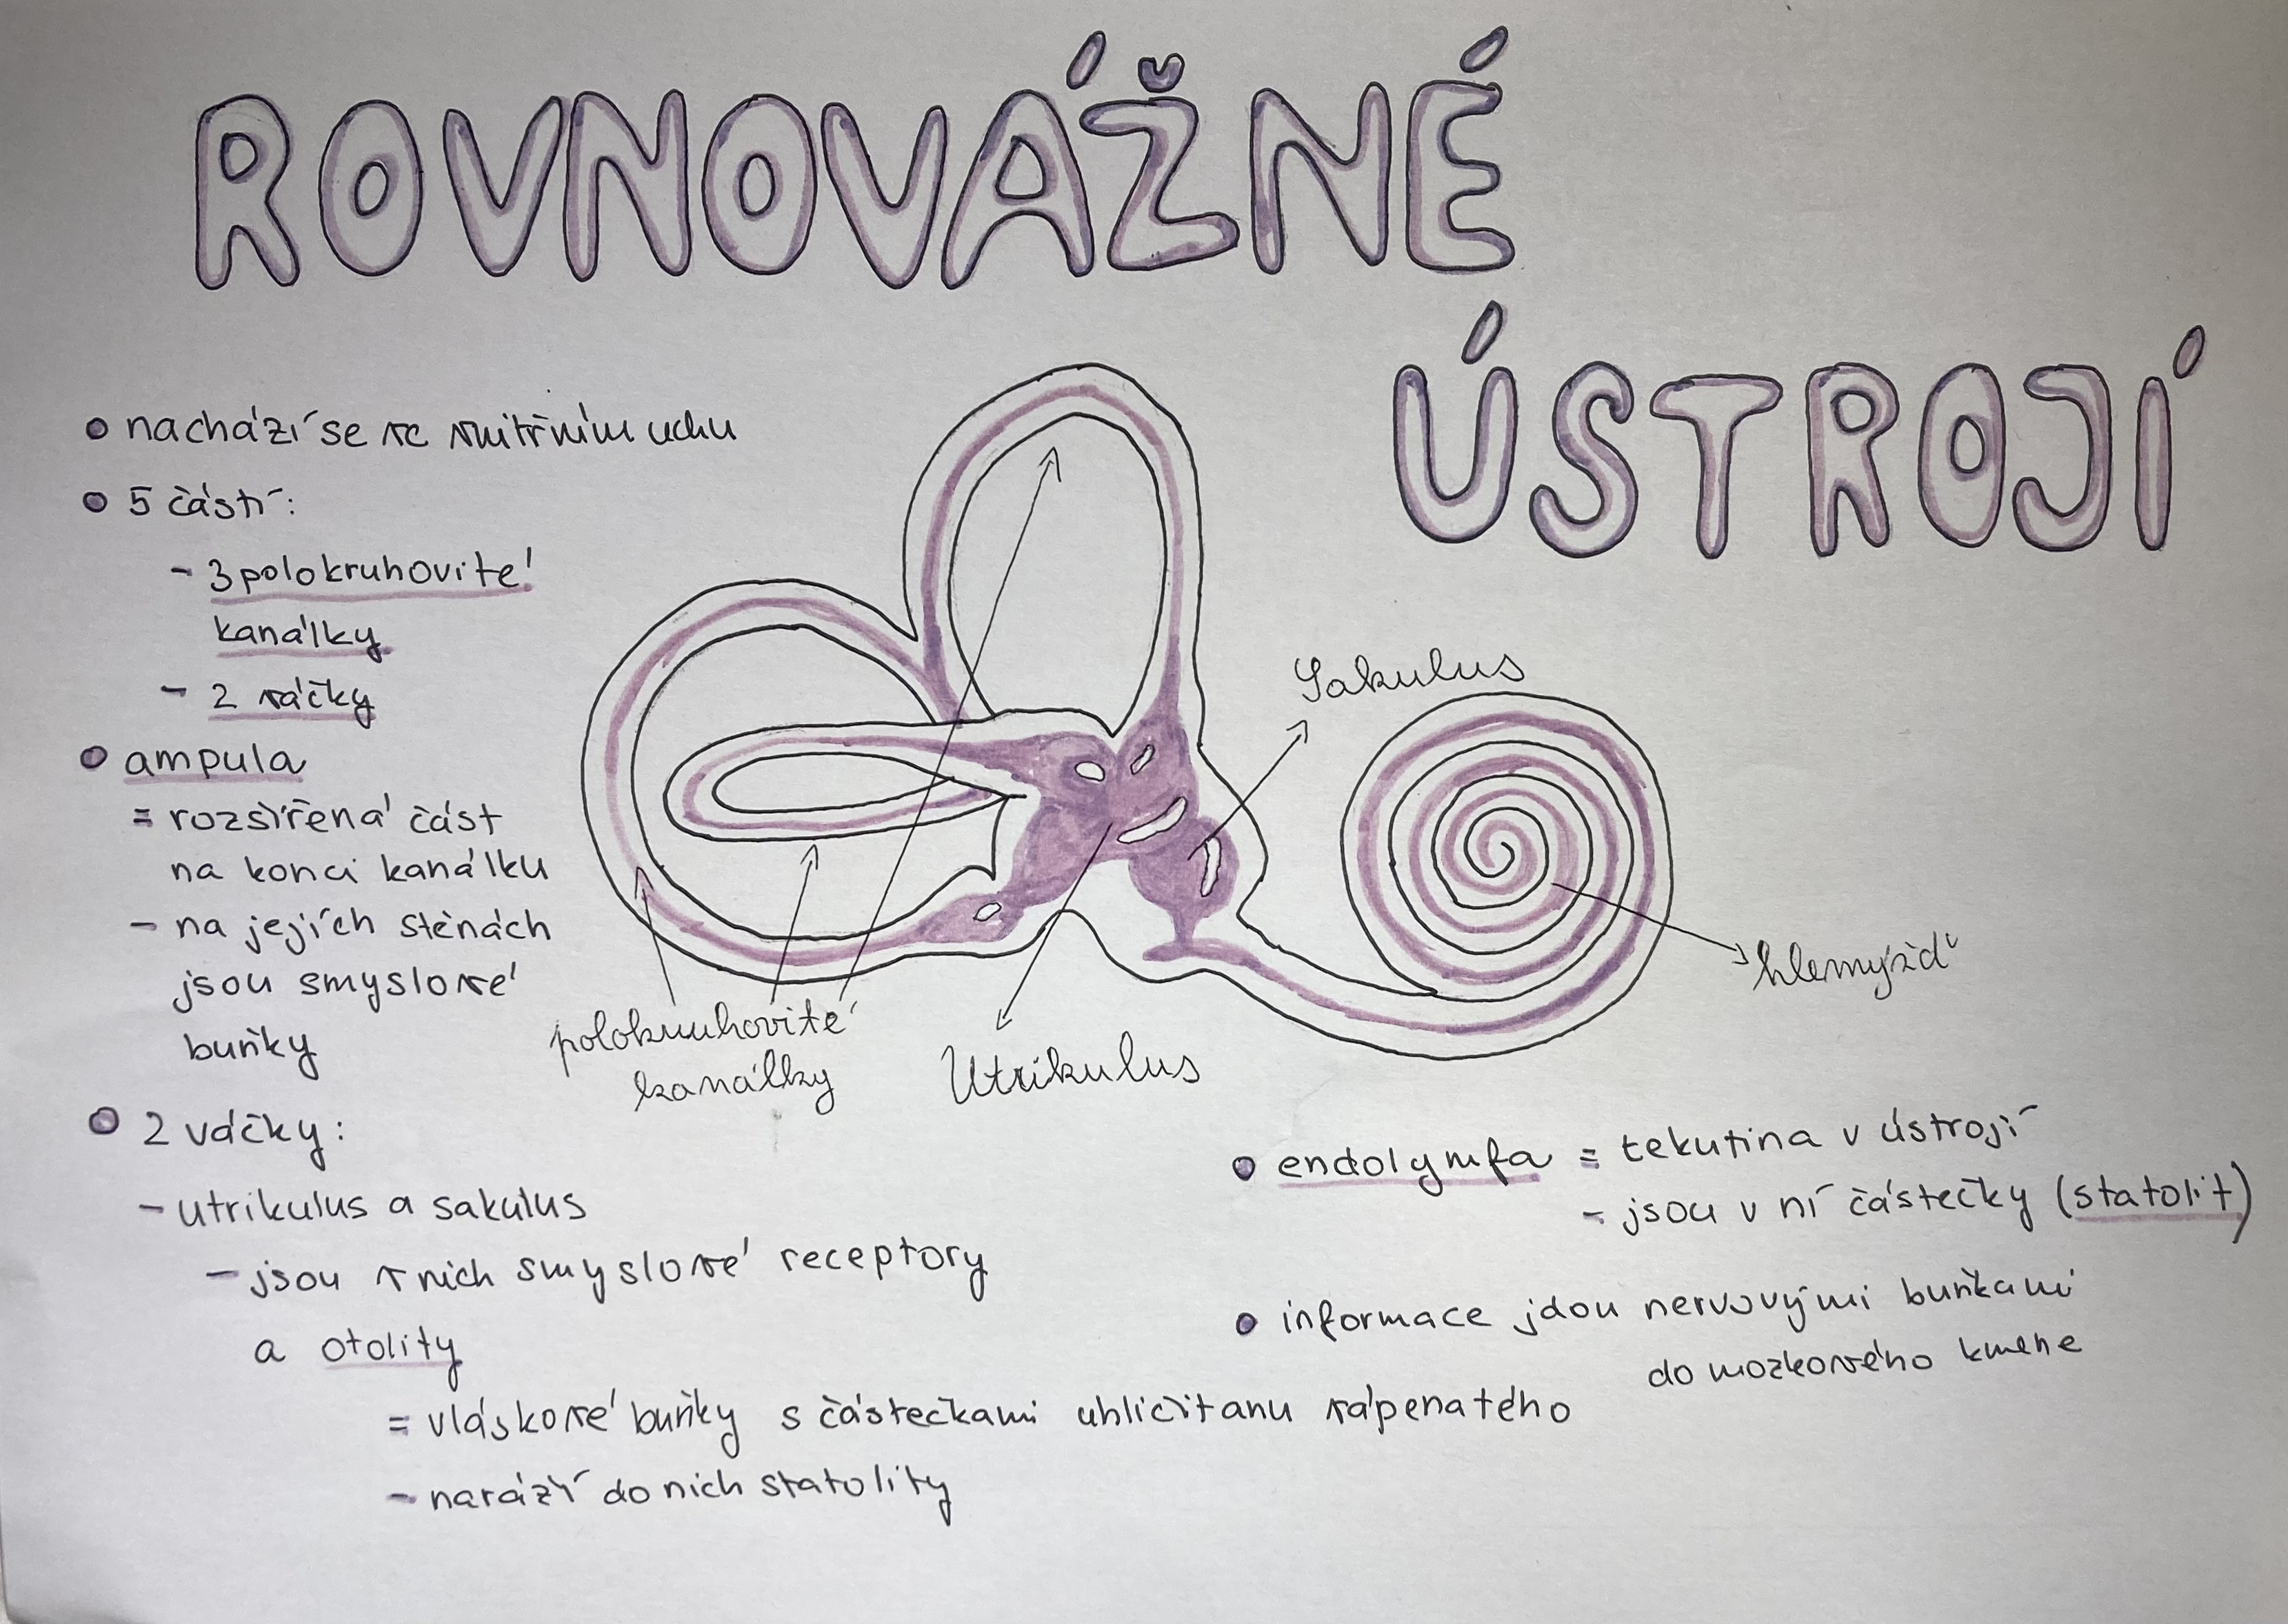 ROVNOVÁŽNÉ
ÚSTROJÍ
nachází se ve vnitřním uchu
5 částí:
- 3 polokruhovité
kanálky
- 2 váčky
ampula
= rozšířená část
na konci kanálku
- na jejích stěnách
jsou smyslové
buňky
Sakulus
hlemýžď
polokruhovité
kanálky
Utrikulus
2 váčky:
- utrikulus a sakulus
- jsou v nich smyslové receptory
a otolity
= vláskové buňky s částečkami uhličitanu vápenatého
- naráží do nich statolity
endolymfa = tekutina v ústrojí
- jsou v ní částečky (statolit)
informace jdou nervovými buňkami
do mozkového kmene